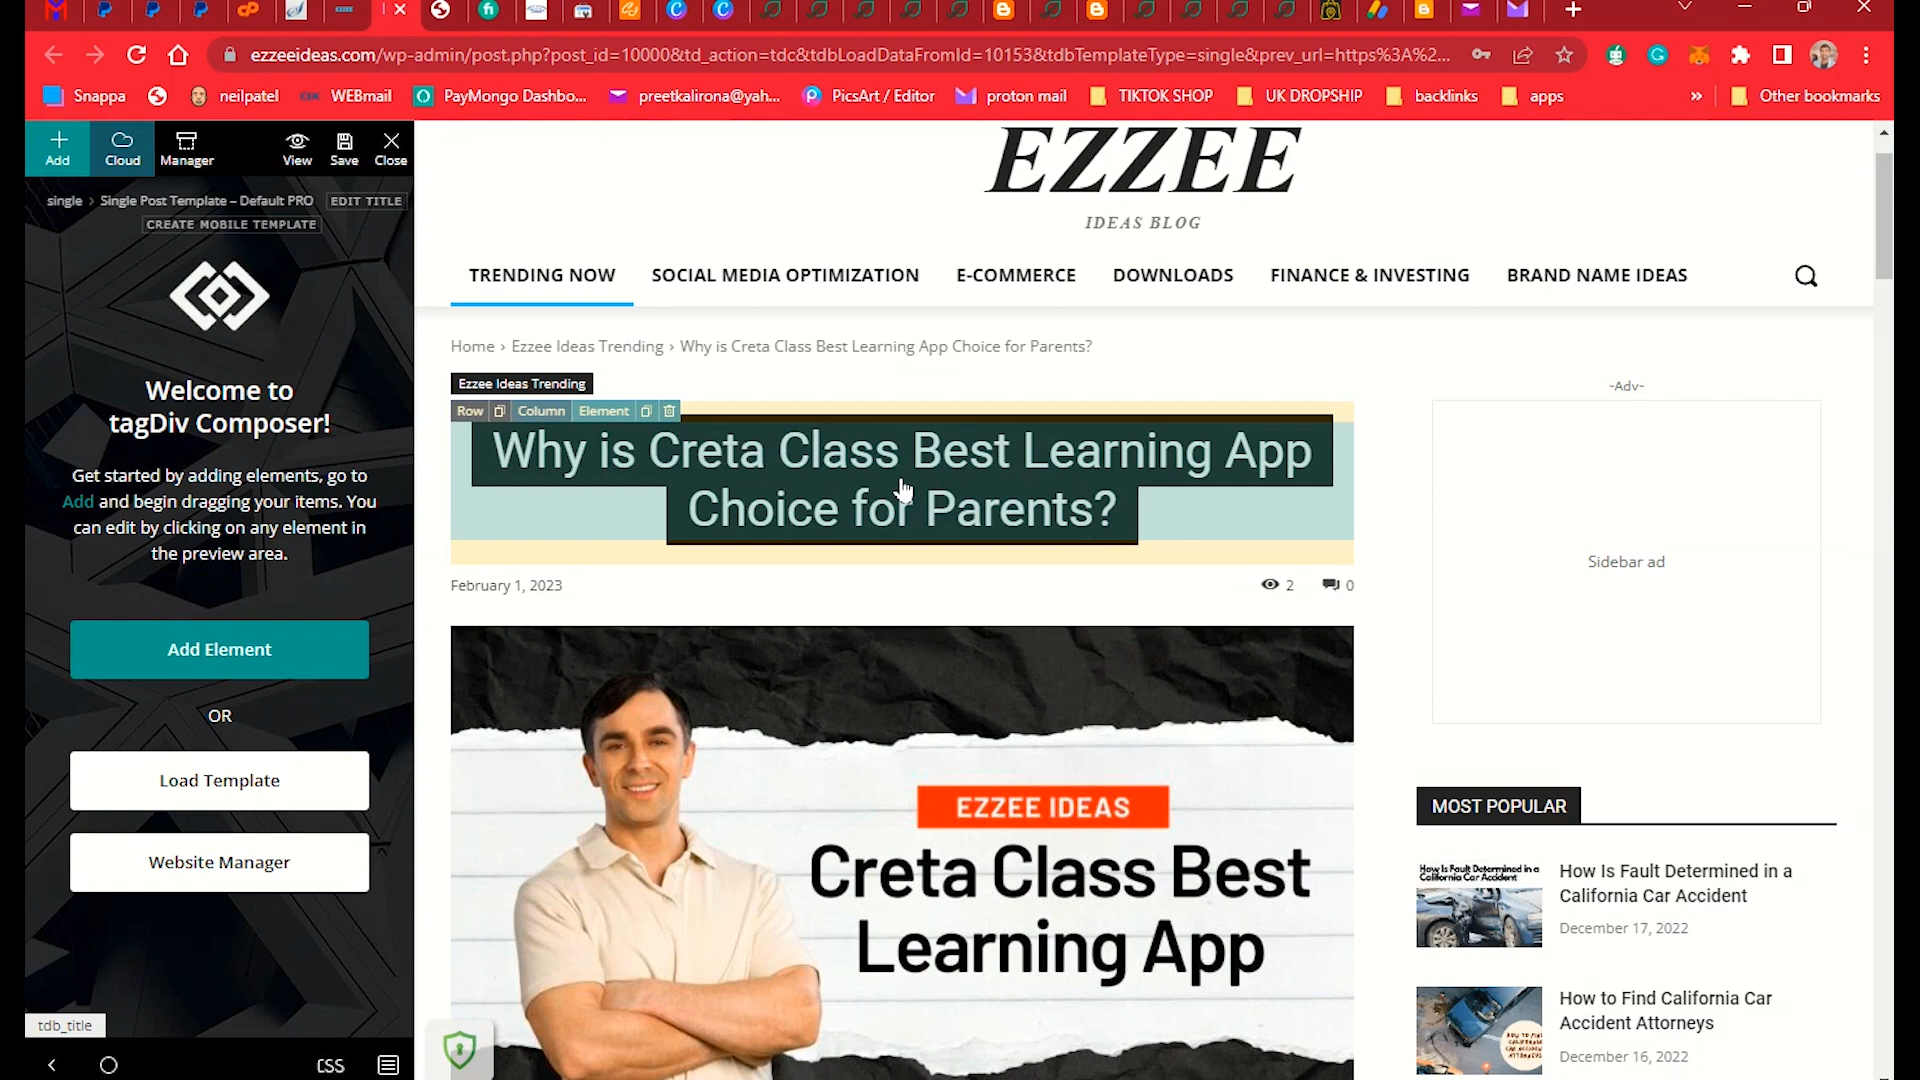 ezzeeideas.com/wp-admin/post.php?post_id=10000&td_action=tdc&tdbLoadDataFromId=10153&tdbTemplateType=single&prev_url=https%3A%2...
Snappa
neilpatel
WEBmail
PayMongo Dashbo...
preetkalirona@yah...
PicsArt / Editor
proton mail
TIKTOK SHOP
UK DROPSHIP
backlinks
apps
»
Other bookmarks
Add
Cloud
Manager
View
Save
Close
single > Single Post Template – Default PRO EDIT TITLE
CREATE MOBILE TEMPLATE
Welcome to
tagDiv Composer!
Get started by adding elements, go to
Add and begin dragging your items. You
can edit by clicking on any element in
the preview area.
Add Element
OR
Load Template
Website Manager
tdb_title
CSS
EZZEE
IDEAS BLOG
TRENDING NOW
SOCIAL MEDIA OPTIMIZATION
E-COMMERCE
DOWNLOADS
FINANCE & INVESTING
BRAND NAME IDEAS
Home › Ezzee Ideas Trending › Why is Creta Class Best Learning App Choice for Parents?
Ezzee Ideas Trending
Row Column Element
Why is Creta Class Best Learning App
Choice for Parents?
February 1, 2023
2
0
EZZEE IDEAS
Creta Class Best
Learning App
-Adv-
Sidebar ad
MOST POPULAR
How Is Fault Determined in a
California Car Accident
How Is Fault Determined in a
California Car Accident
December 17, 2022
How to Find California Car
Accident Attorneys
December 16, 2022